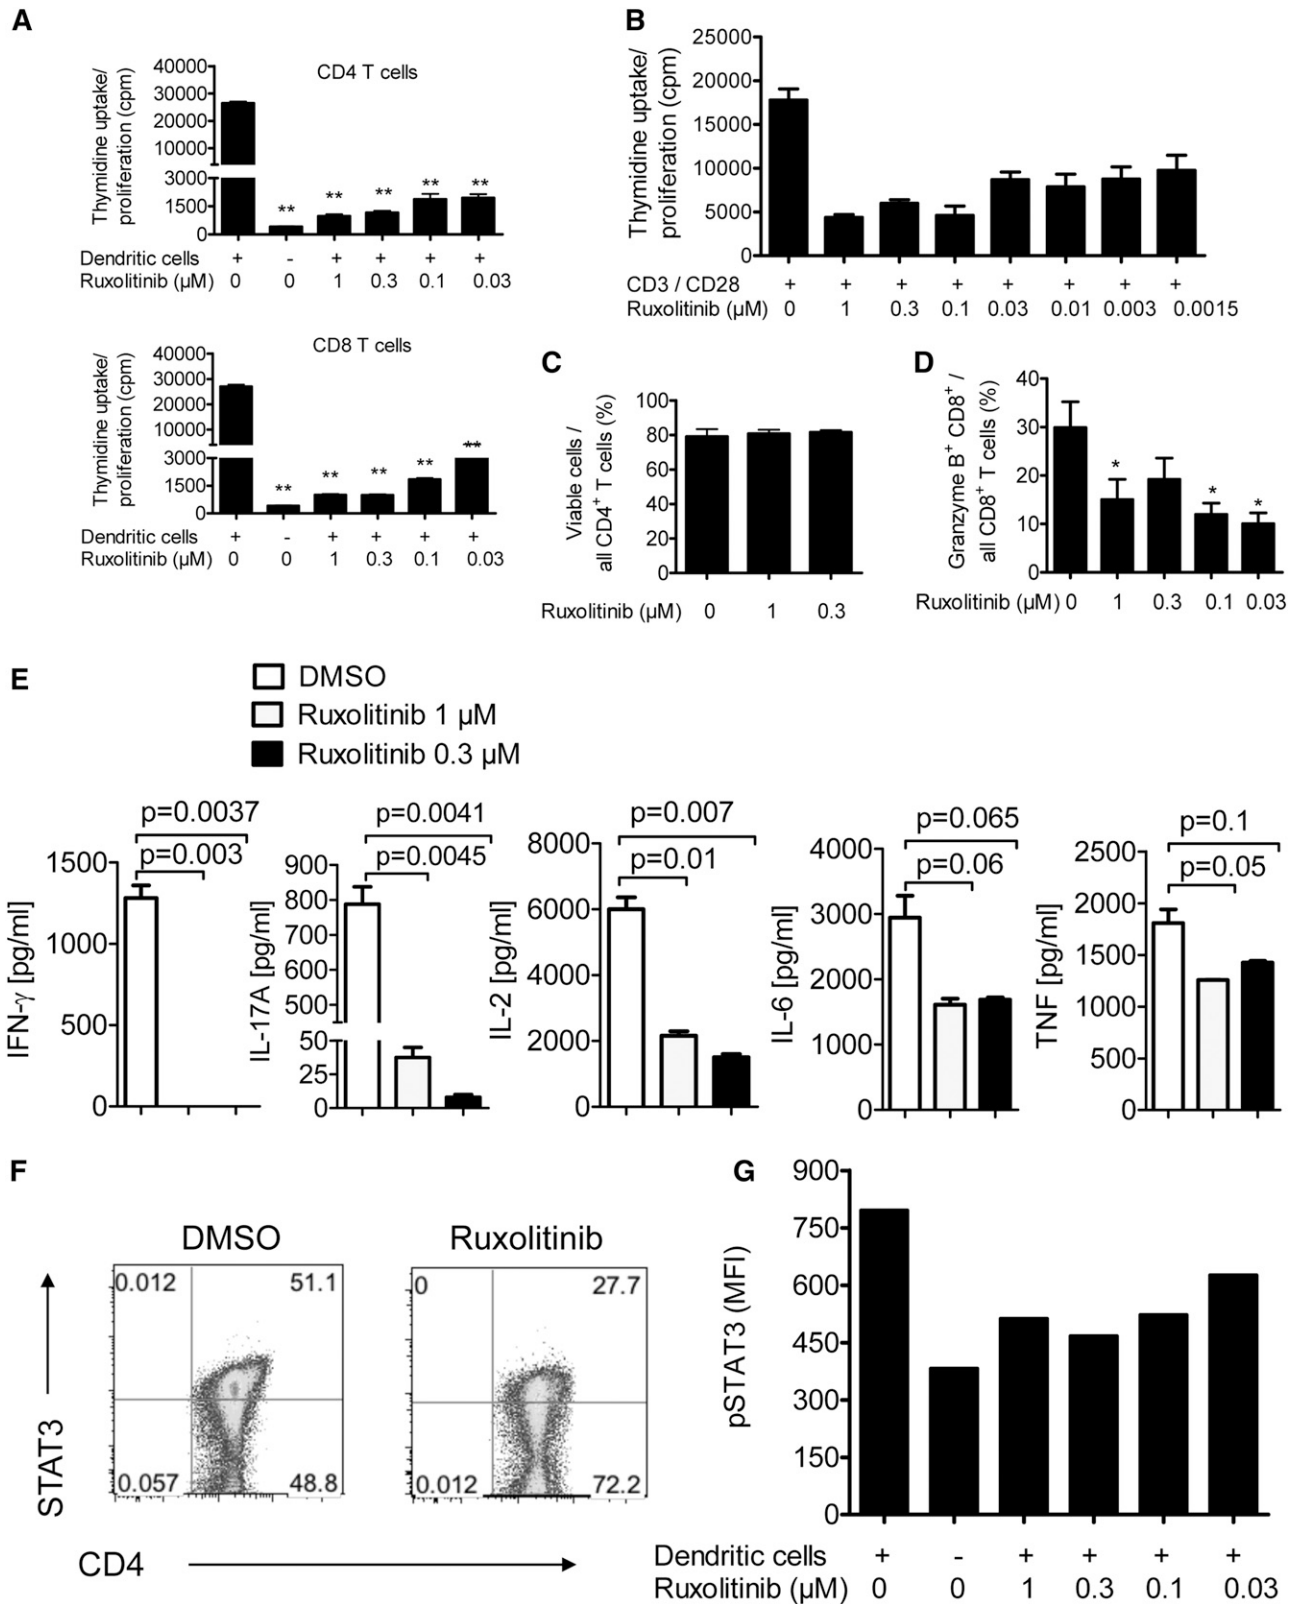 A
CD4 T cells
Thymidine uptake/
proliferation (cpm)
40000
30000
20000
10000
3000
1500
0
** ** ** ** **
Dendritic cells + - + + + +
Ruxolitinib (µM) 0 0 1 0.3 0.1 0.03
CD8 T cells
Thymidine uptake/
proliferation (cpm)
40000
30000
20000
10000
3000
1500
0
** ** ** ** **
Dendritic cells + - + + + +
Ruxolitinib (µM) 0 0 1 0.3 0.1 0.03
B
Thymidine uptake/
proliferation (cpm)
25000
20000
15000
10000
5000
0
CD3 / CD28 + + + + + + + +
Ruxolitinib (µM) 0 1 0.3 0.1 0.03 0.01 0.003 0.0015
C
Viable cells /
all CD4+ T cells (%)
100
80
60
40
20
0
Ruxolitinib (µM) 0 1 0.3
D
Granzyme B+ CD8+ /
all CD8+ T cells (%)
40
30
20
10
0
* * *
Ruxolitinib (µM) 0 1 0.3 0.1 0.03
E
DMSO
Ruxolitinib 1 µM
Ruxolitinib 0.3 µM
p=0.0037
p=0.003
IFN-γ [pg/ml]
1500
1000
500
0
p=0.0041
p=0.0045
IL-17A [pg/ml]
900
800
700
600
500
50
25
0
p=0.007
p=0.01
IL-2 [pg/ml]
8000
6000
4000
2000
0
p=0.065
p=0.06
IL-6 [pg/ml]
4000
3000
2000
1000
0
p=0.1
p=0.05
TNF [pg/ml]
2500
2000
1500
1000
500
0
F
DMSO
0.012 51.1
0.057 48.8
Ruxolitinib
0 27.7
0.012 72.2
STAT3
CD4
G
pSTAT3 (MFI)
900
750
600
450
300
150
0
Dendritic cells + - + + + +
Ruxolitinib (µM) 0 0 1 0.3 0.1 0.03